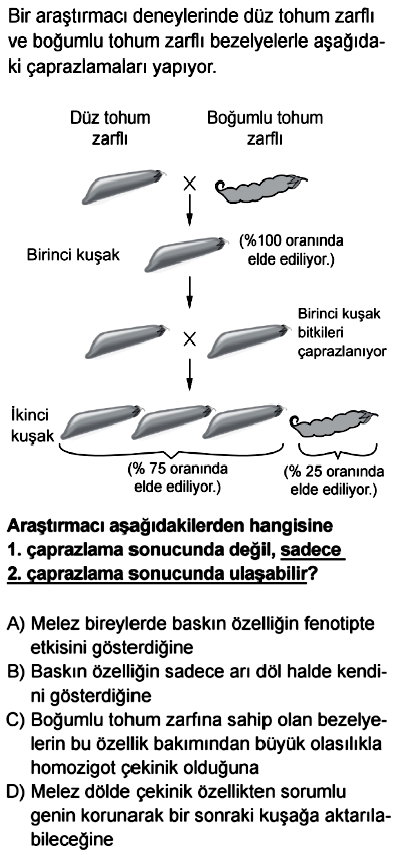 Bir araştırmacı deneylerinde düz tohum zarflı
ve boğumlu tohum zarflı bezelyelerle aşağıda-
ki çaprazlamaları yapıyor.
Düz tohum
zarflı
Boğumlu tohum
zarflı
X
Birinci kuşak
(%100 oranında
elde ediliyor.)
X
Birinci kuşak
bitkileri
çaprazlanıyor
İkinci
kuşak
(% 75 oranında
elde ediliyor.)
(% 25 oranında
elde ediliyor.)
Araştırmacı aşağıdakilerden hangisine
1. çaprazlama sonucunda değil, sadece
2. çaprazlama sonucunda ulaşabilir?
A) Melez bireylerde baskın özelliğin fenotipte
etkisini gösterdiğine
B) Baskın özelliğin sadece arı döl halde kendi-
ni gösterdiğine
C) Boğumlu tohum zarfına sahip olan bezelye-
lerin bu özellik bakımından büyük olasılıkla
homozigot çekinik olduğuna
D) Melez dölde çekinik özellikten sorumlu
genin korunarak bir sonraki kuşağa aktarıla-
bileceğine